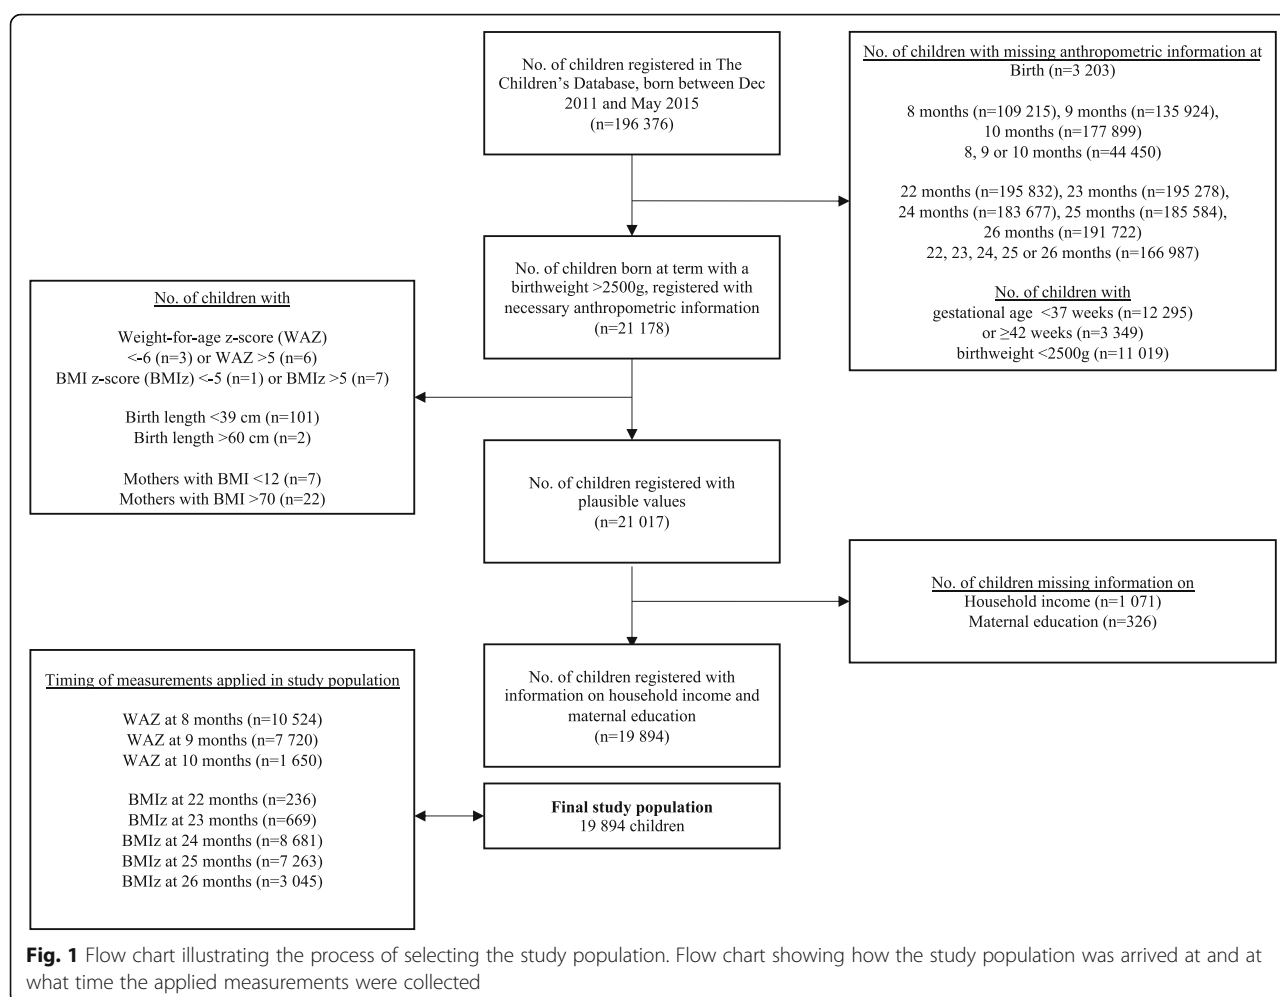 No. of children registered in The
Children's Database, born between Dec
2011 and May 2015
(n=196 376)
No. of children with missing anthropometric information at
Birth (n=3 203)
8 months (n=109 215), 9 months (n=135 924),
10 months (n=177 899)
8, 9 or 10 months (n=44 450)
22 months (n=195 832), 23 months (n=195 278),
24 months (n=183 677), 25 months (n=185 584),
26 months (n=191 722)
22, 23, 24, 25 or 26 months (n=166 987)
No. of children with
gestational age <37 weeks (n=12 295)
or ≥42 weeks (n=3 349)
birthweight <2500g (n=11 019)
No. of children born at term with a
birthweight >2500g, registered with
necessary anthropometric information
(n=21 178)
No. of children with
Weight-for-age z-score (WAZ)
<-6 (n=3) or WAZ >5 (n=6)
BMI z-score (BMIz) <-5 (n=1) or BMIz >5 (n=7)
Birth length <39 cm (n=101)
Birth length >60 cm (n=2)
Mothers with BMI <12 (n=7)
Mothers with BMI >70 (n=22)
No. of children registered with
plausible values
(n=21 017)
No. of children missing information on
Household income (n=1 071)
Maternal education (n=326)
No. of children registered with
information on household income and
maternal education
(n=19 894)
Timing of measurements applied in study population
WAZ at 8 months (n=10 524)
WAZ at 9 months (n=7 720)
WAZ at 10 months (n=1 650)
BMIz at 22 months (n=236)
BMIz at 23 months (n=669)
BMIz at 24 months (n=8 681)
BMIz at 25 months (n=7 263)
BMIz at 26 months (n=3 045)
Final study population
19 894 children
Fig. 1 Flow chart illustrating the process of selecting the study population. Flow chart showing how the study population was arrived at and at
what time the applied measurements were collected